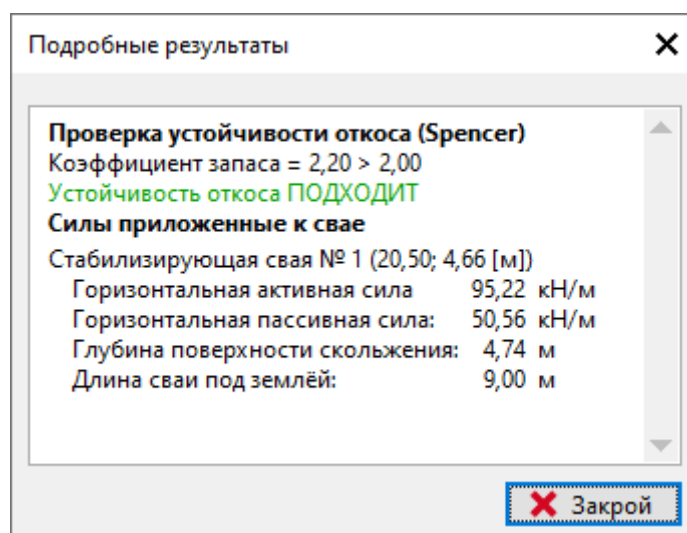 Подробные результаты
Проверка устойчивости откоса (Spencer)
Коэффициент запаса = 2,20 > 2,00
Устойчивость откоса ПОДХОДИТ
Силы приложенные к свае
Стабилизирующая свая № 1 (20,50; 4,66 [м])
Горизонтальная активная сила 95,22 кН/м
Горизонтальная пассивная сила: 50,56 кН/м
Глубина поверхности скольжения: 4,74 м
Длина сваи под землёй: 9,00 м
Закрой